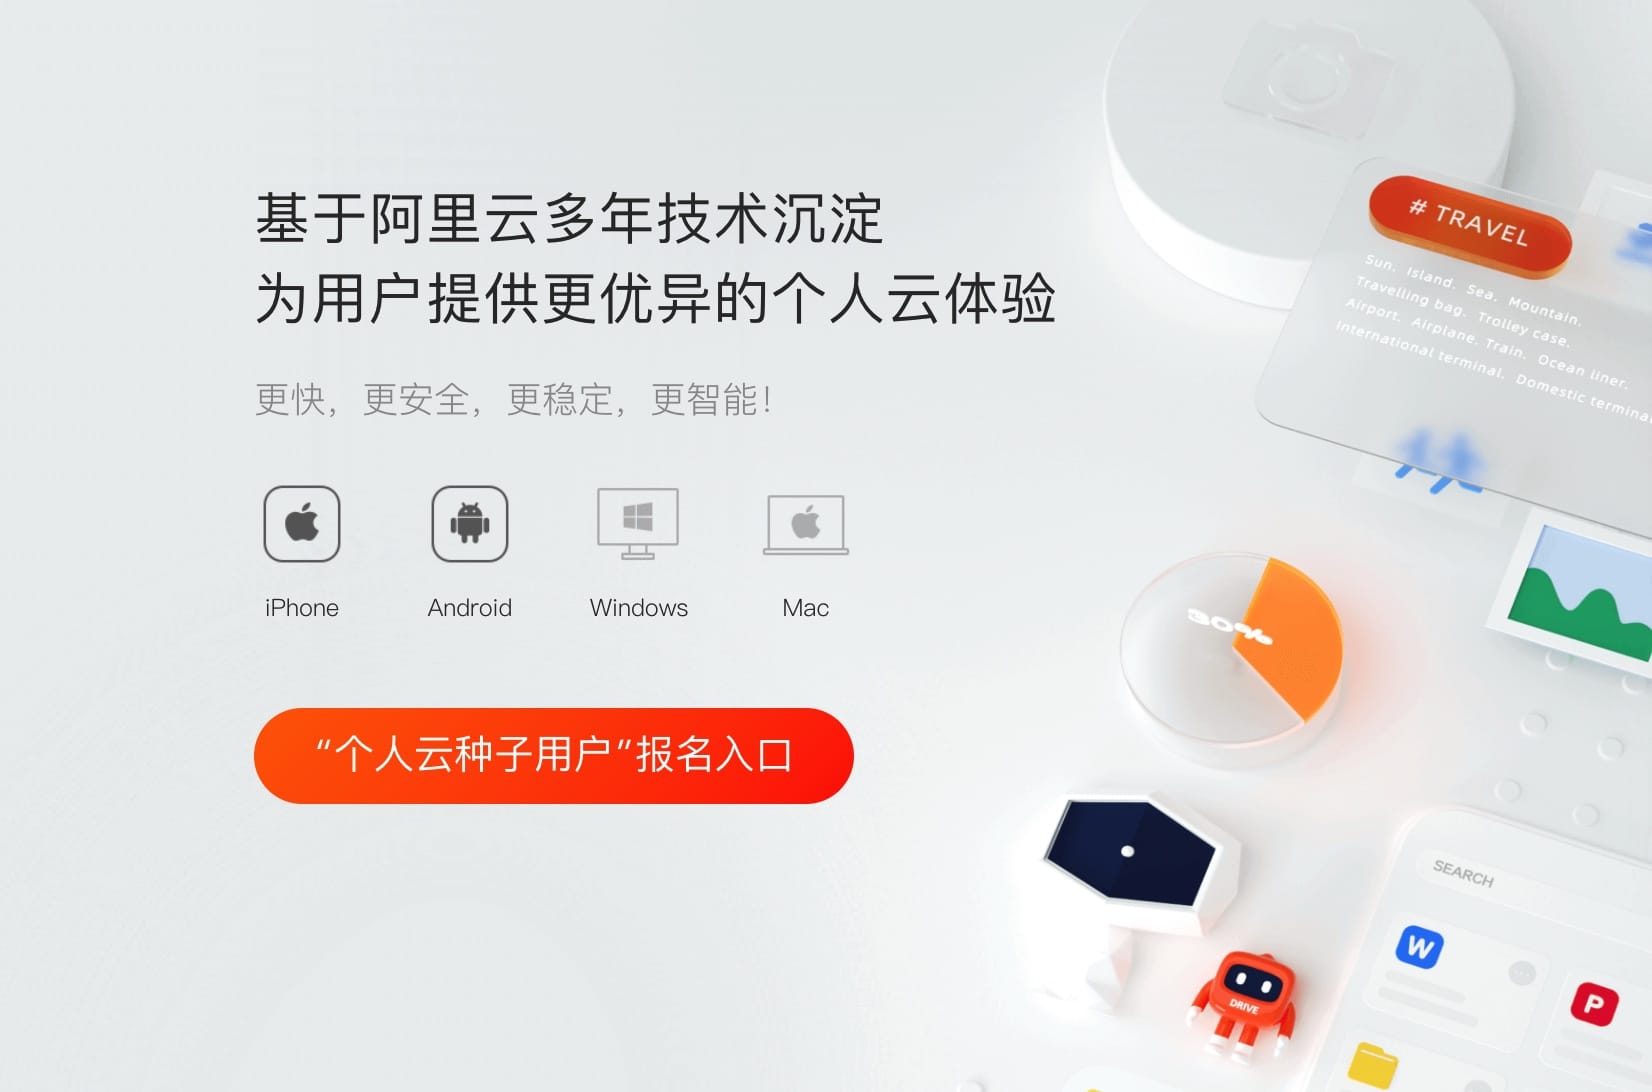 基于阿里云多年技术沉淀
为用户提供更优异的个人云体验
更快，更安全，更稳定，更智能！
iPhone
Android
Windows
Mac
“个人云种子用户”报名入口
# TRAVEL
Sun. Island. Sea. Mountain.
Travelling bag. Trolley case.
Airport. Airplane. Train. Ocean liner.
International terminal. Domestic
30%
SEARCH
W
P
DRIVE